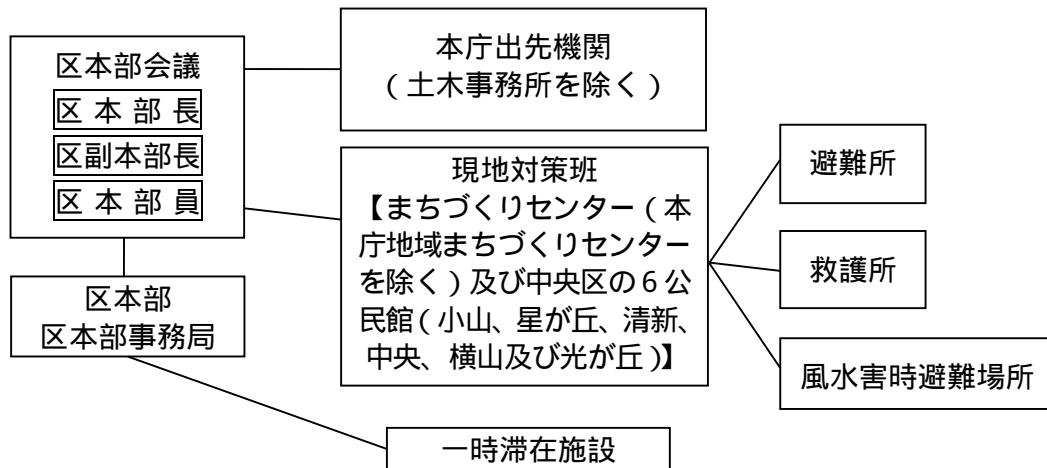 区本部会議
区本部長
区副本部長
区本部員
区本部
区本部事務局
本庁出先機関
(土木事務所を除く)
現地対策班
【まちづくりセンター(本
庁地域まちづくりセンター
を除く)及び中央区の6公
民館(小山、星が丘、清新、
中央、横山及び光が丘)】
避難所
救護所
風水害時避難場所
一時滞在施設